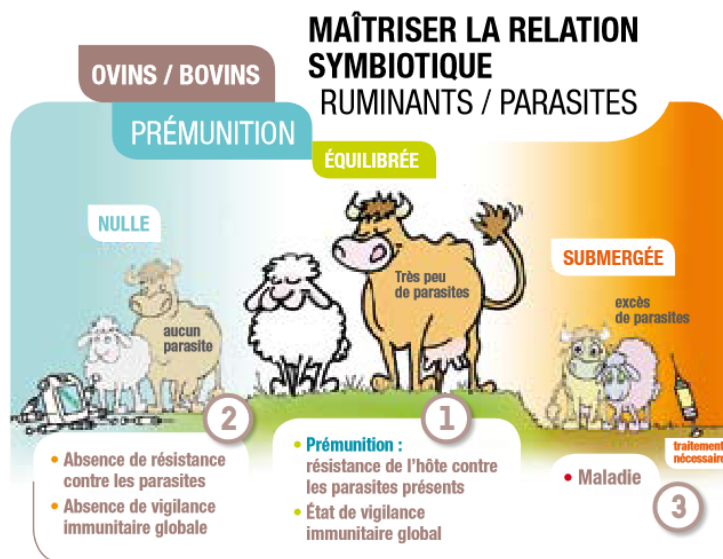 MAÎTRISER LA RELATION
SYMBIOTIQUE
RUMINANTS / PARASITES
OVINS / BOVINS
PRÉMUNITION
ÉQUILIBRÉE
NULLE
SUBMERGÉE
aucun
parasite
Très peu
de parasites
excès
de parasites
2
• Absence de résistance
contre les parasites
• Absence de vigilance
immunitaire globale
1
• Prémunition :
résistance de l'hôte contre
les parasites présents
• État de vigilance
immunitaire global
traitement
nécessaire
• Maladie
3